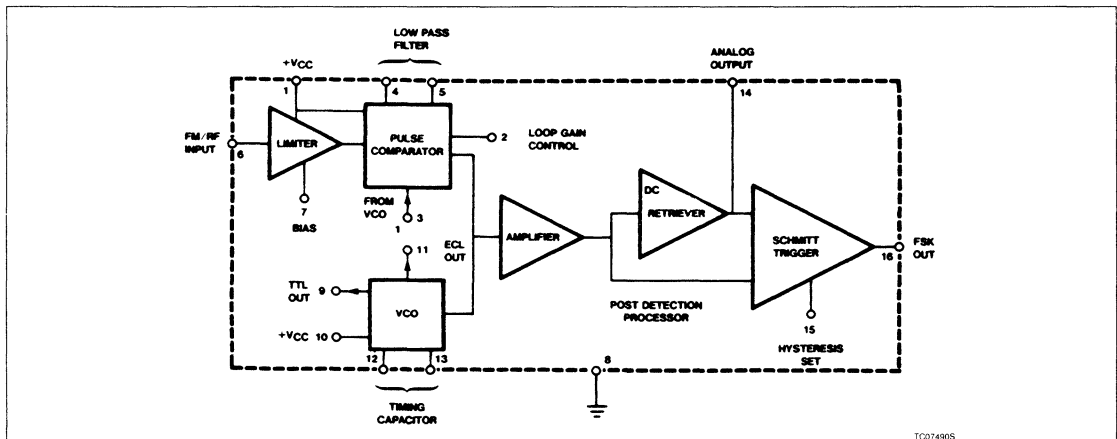 LOW PASS
FILTER
ANALOG
OUTPUT
+VCC
1
4
5
14
FM/RF
INPUT
6
LIMITER
PULSE
COMPARATOR
2
LOOP GAIN
CONTROL
7
BIAS
FROM
VCO
3
1
DC
RETRIEVER
AMPLIFIER
SCHMITT
TRIGGER
16
FSK
OUT
11
ECL
OUT
TTL
OUT
9
VCO
+VCC
10
12
13
POST DETECTION
PROCESSOR
15
HYSTERESIS
SET
8
TIMING
CAPACITOR
TC07490S